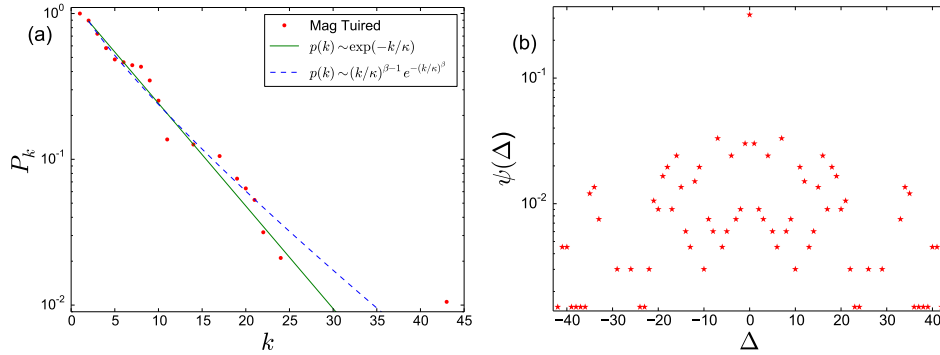 (a)
Mag Tuired
p(k) ∼ exp(−k/κ)
p(k) ∼ (k/κ)^{β−1} e^{−(k/κ)^β}
P_k
10^0
10^{-1}
10^{-2}
0 5 10 15 20 25 30 35 40 45
k
(b)
ψ(Δ)
10^{-1}
10^{-2}
−40 −30 −20 −10 0 10 20 30 40
Δ